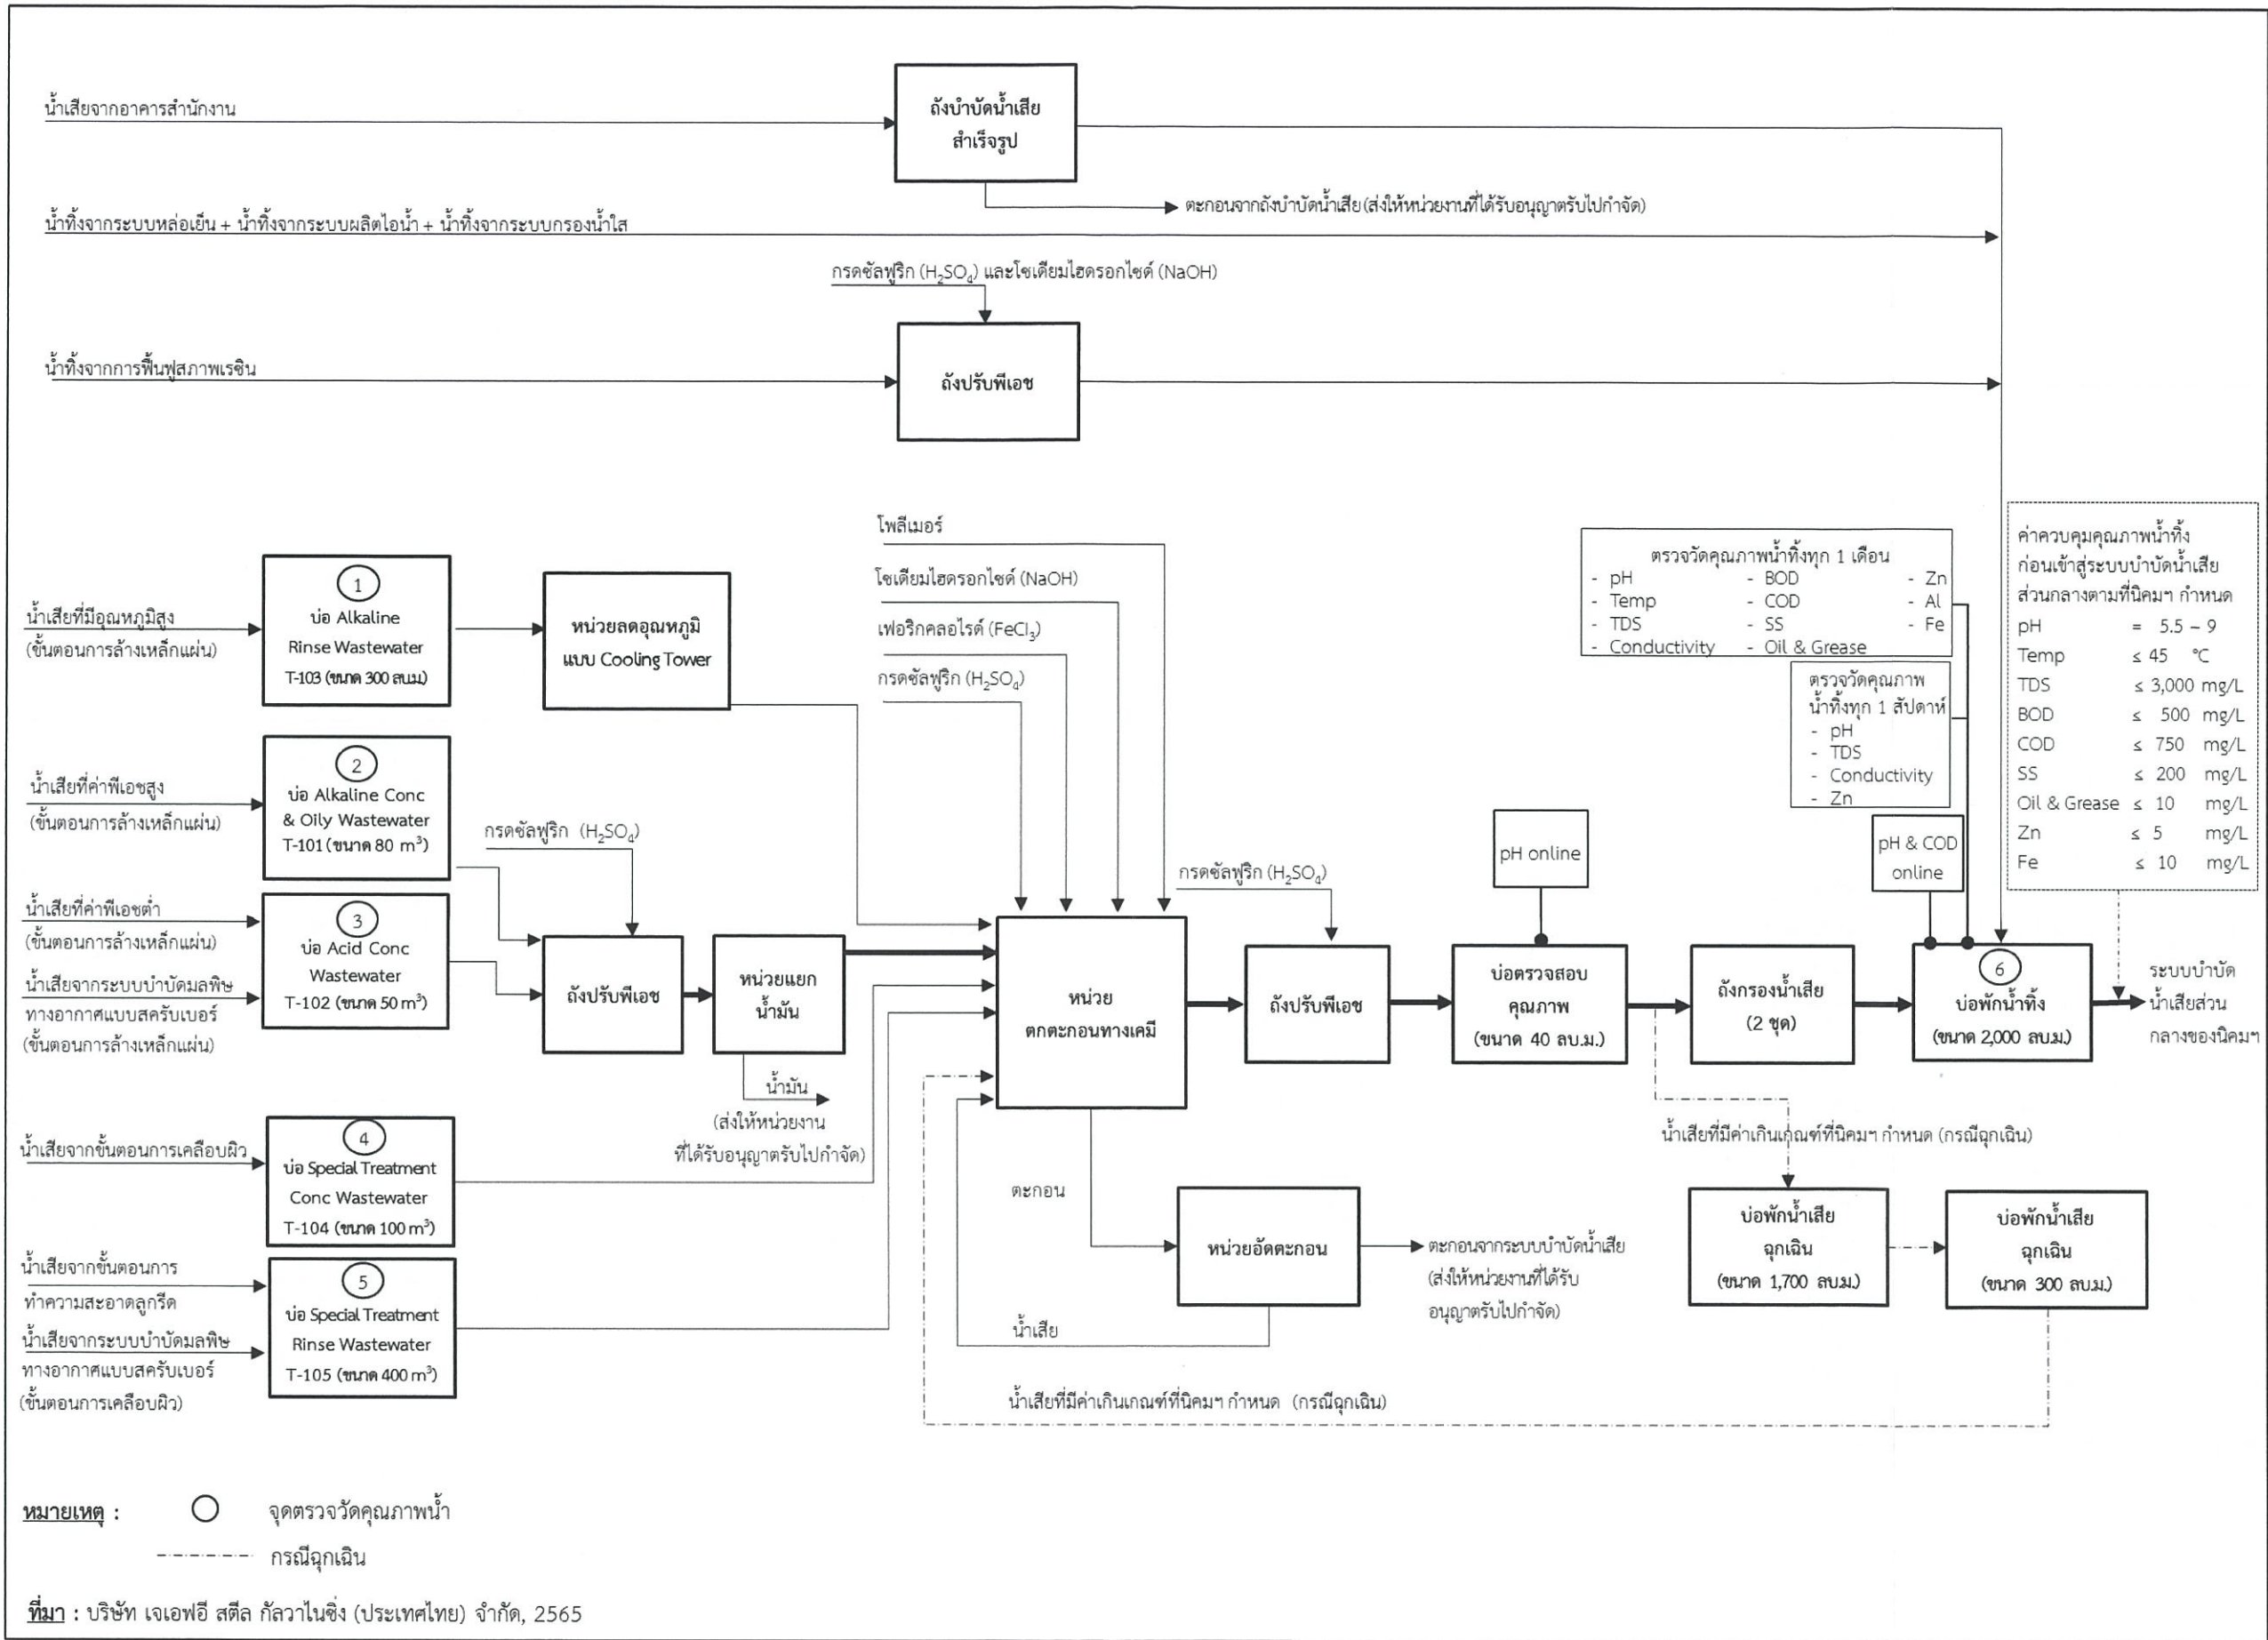 น้ำเสียจากอาคารสำนักงาน
ถังบำบัดน้ำเสีย
สำเร็จรูป
ตะกอนจากถังบำบัดน้ำเสีย(ส่งให้หน่วยงานที่ได้รับอนุญาตรับไปกำจัด)
น้ำทิ้งจากระบบหล่อเย็น + น้ำทิ้งจากระบบผลิตไอน้ำ + น้ำทิ้งจากระบบกรองน้ำใส
กรดซัลฟูริก (H₂SO₄) และโซเดียมไฮดรอกไซด์ (NaOH)
น้ำทิ้งจากการฟื้นฟูสภาพเรซิน
ถังปรับพีเอช
น้ำเสียที่มีอุณหภูมิสูง
(ขั้นตอนการล้างเหล็กแผ่น)
1
บ่อ Alkaline
Rinse Wastewater
T-103 (ขนาด 300 ลบ.ม.)
หน่วยลดอุณหภูมิ
แบบ Cooling Tower
น้ำเสียที่ค่าพีเอชสูง
(ขั้นตอนการล้างเหล็กแผ่น)
2
บ่อ Alkaline Conc
& Oily Wastewater
T-101 (ขนาด 80 m³)
น้ำเสียที่ค่าพีเอชต่ำ
(ขั้นตอนการล้างเหล็กแผ่น)
น้ำเสียจากระบบบำบัดมลพิษ
ทางอากาศแบบสครับเบอร์
(ขั้นตอนการล้างเหล็กแผ่น)
3
บ่อ Acid Conc
Wastewater
T-102 (ขนาด 50 m³)
กรดซัลฟูริก (H₂SO₄)
ถังปรับพีเอช
หน่วยแยก
น้ำมัน
น้ำมัน
(ส่งให้หน่วยงาน
ที่ได้รับอนุญาตรับไปกำจัด)
น้ำเสียจากขั้นตอนการเคลือบผิว
4
บ่อ Special Treatment
Conc Wastewater
T-104 (ขนาด 100 m³)
น้ำเสียจากขั้นตอนการ
ทำความสะอาดลูกรีด
น้ำเสียจากระบบบำบัดมลพิษ
ทางอากาศแบบสครับเบอร์
(ขั้นตอนการเคลือบผิว)
5
บ่อ Special Treatment
Rinse Wastewater
T-105 (ขนาด 400 m³)
โพลีเมอร์
โซเดียมไฮดรอกไซด์ (NaOH)
เฟอริกคลอไรด์ (FeCl₃)
กรดซัลฟูริก (H₂SO₄)
หน่วย
ตกตะกอนทางเคมี
ตะกอน
หน่วยอัดตะกอน
น้ำเสีย
ตะกอนจากระบบบำบัดน้ำเสีย
(ส่งให้หน่วยงานที่ได้รับ
อนุญาตรับไปกำจัด)
กรดซัลฟูริก (H₂SO₄)
ถังปรับพีเอช
pH online
บ่อตรวจสอบ
คุณภาพ
(ขนาด 40 ลบ.ม.)
ถังกรองน้ำเสีย
(2 ชุด)
ตรวจวัดคุณภาพน้ำทิ้งทุก 1 เดือน
- pH - BOD - Zn
- Temp - COD - Al
- TDS - SS - Fe
- Conductivity - Oil & Grease
ตรวจวัดคุณภาพ
น้ำทิ้งทุก 1 สัปดาห์
- pH
- TDS
- Conductivity
- Zn
pH & COD
online
6
บ่อพักน้ำทิ้ง
(ขนาด 2,000 ลบ.ม.)
ค่าควบคุมคุณภาพน้ำทิ้ง
ก่อนเข้าสู่ระบบบำบัดน้ำเสีย
ส่วนกลางตามที่นิคมฯ กำหนด
pH = 5.5 – 9
Temp ≤ 45 °C
TDS ≤ 3,000 mg/L
BOD ≤ 500 mg/L
COD ≤ 750 mg/L
SS ≤ 200 mg/L
Oil & Grease ≤ 10 mg/L
Zn ≤ 5 mg/L
Fe ≤ 10 mg/L
ระบบบำบัด
น้ำเสียส่วน
กลางของนิคมฯ
น้ำเสียที่มีค่าเกินเกณฑ์ที่นิคมฯ กำหนด (กรณีฉุกเฉิน)
บ่อพักน้ำเสีย
ฉุกเฉิน
(ขนาด 1,700 ลบ.ม.)
บ่อพักน้ำเสีย
ฉุกเฉิน
(ขนาด 300 ลบ.ม.)
น้ำเสียที่มีค่าเกินเกณฑ์ที่นิคมฯ กำหนด (กรณีฉุกเฉิน)
หมายเหตุ :
จุดตรวจวัดคุณภาพน้ำ
กรณีฉุกเฉิน
ที่มา : บริษัท เจเอฟอี สตีล กัลวาไนซิ่ง (ประเทศไทย) จำกัด, 2565